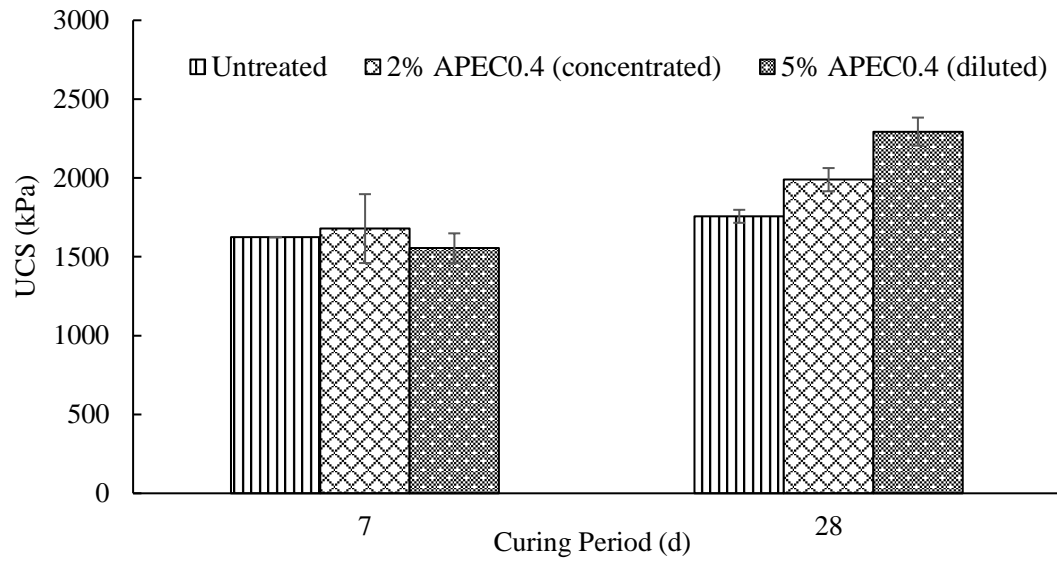 3000
Untreated 2% APEC0.4 (concentrated) 5% APEC0.4 (diluted)
2500
2000
UCS (kPa)
1500
1000
500
0
7 28
Curing Period (d)